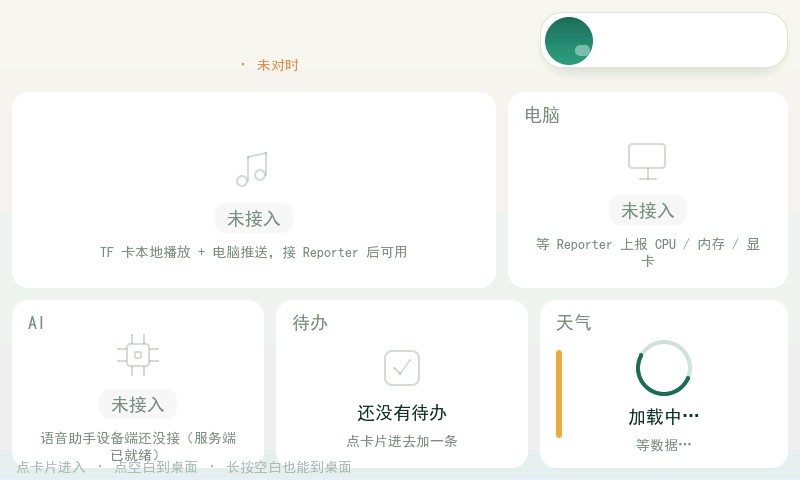 · 未对时
电脑
未接入
TF 卡本地播放 + 电脑推送，接 Reporter 后可用
未接入
等 Reporter 上报 CPU / 内存 / 显
卡
AI
未接入
语音助手设备端还没接（服务端
已就绪）
待办
还没有待办
点卡片进去加一条
天气
加载中…
等数据…
点卡片进入 · 点空白到桌面 · 长按空白也能到桌面